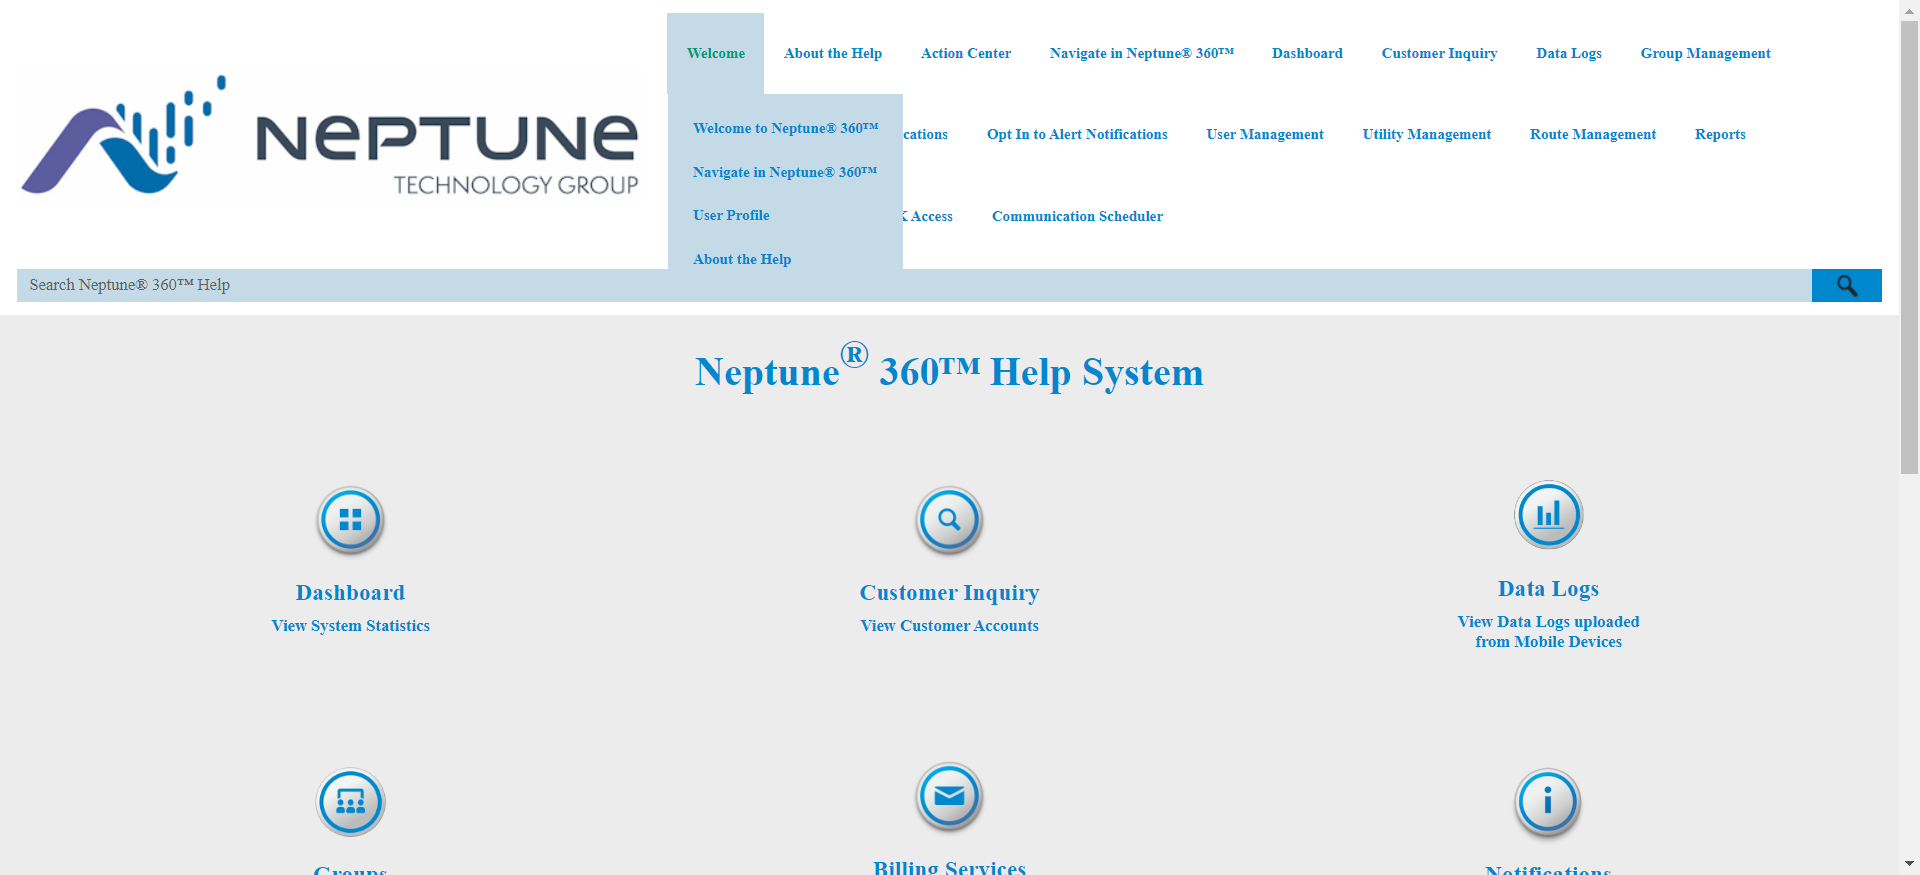 Welcome About the Help Action Center Navigate in Neptune® 360™ Dashboard Customer Inquiry Data Logs Group Management
NEPTUNE
TECHNOLOGY GROUP
Welcome to Neptune® 360™
Opt In to Alert Notifications User Management Utility Management Route Management Reports
Navigate in Neptune® 360™
User Profile
Access Communication Scheduler
About the Help
Search Neptune® 360™ Help
Neptune® 360™ Help System
Dashboard
View System Statistics
Customer Inquiry
View Customer Accounts
Data Logs
View Data Logs uploaded
from Mobile Devices
Groups
Billing Services
Notifications